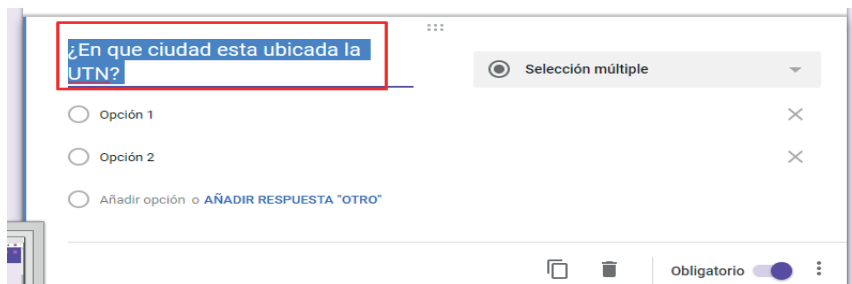 ¿En que ciudad esta ubicada la
UTN?
Selección múltiple
Opción 1
Opción 2
Añadir opción o AÑADIR RESPUESTA "OTRO"
Obligatorio